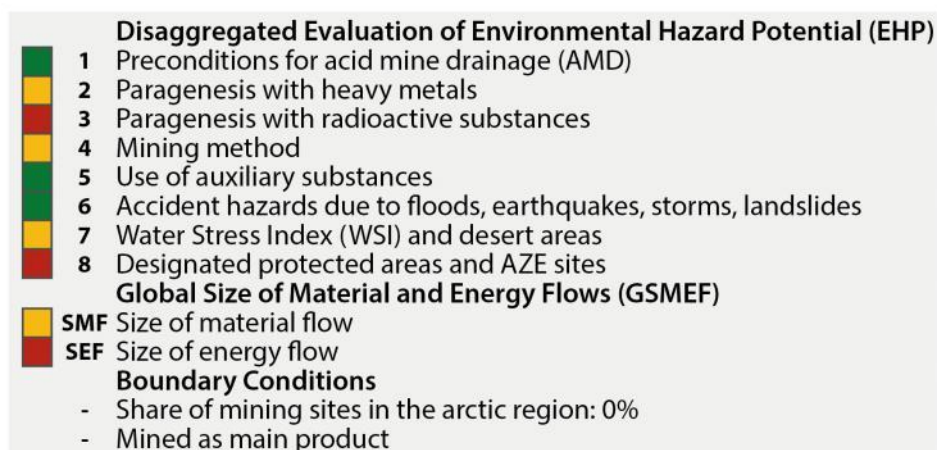 Disaggregated Evaluation of Environmental Hazard Potential (EHP)
1 Preconditions for acid mine drainage (AMD)
2 Paragenesis with heavy metals
3 Paragenesis with radioactive substances
4 Mining method
5 Use of auxiliary substances
6 Accident hazards due to floods, earthquakes, storms, landslides
7 Water Stress Index (WSI) and desert areas
8 Designated protected areas and AZE sites
Global Size of Material and Energy Flows (GSMEF)
SMF Size of material flow
SEF Size of energy flow
Boundary Conditions
- Share of mining sites in the arctic region: 0%
- Mined as main product